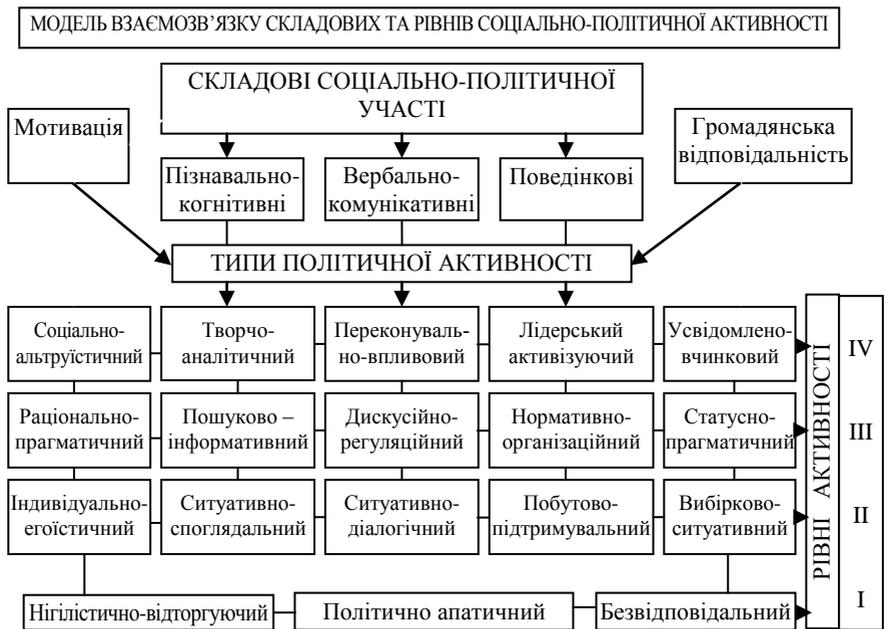 МОДЕЛЬ ВЗАЄМОЗВ’ЯЗКУ СКЛАДОВИХ ТА РІВНІВ СОЦІАЛЬНО-ПОЛІТИЧНОЇ АКТИВНОСТІ
СКЛАДОВІ СОЦІАЛЬНО-ПОЛІТИЧНОЇ
УЧАСТІ
Мотивація
Громадянська
відповідальність
Пізнавально-
когнітивні
Вербально-
комунікативні
Поведінкові
ТИПИ ПОЛІТИЧНОЇ АКТИВНОСТІ
Соціально-
альтруїстичний
Творчо-
аналітичний
Переконуваль-
но-впливовий
Лідерський
активізуючий
Усвідомлено-
вчинковий
IV
Раціонально-
прагматичний
Пошуково –
інформативний
Дискусійно-
регуляційний
Нормативно-
організаційний
Статусно-
прагматичний
III
Індивідуально-
егоїстичний
Ситуативно-
споглядальний
Ситуативно-
діалогічний
Побутово-
підтримувальний
Вибірково-
ситуативний
II
Нігілістично-відторгуючий
Політично апатичний
Безвідповідальний
I
РІВНІ АКТИВНОСТІ